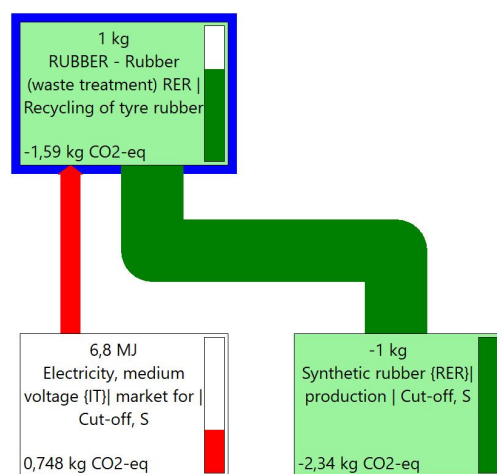 1 kg
RUBBER - Rubber
(waste treatment) RER |
Recycling of tyre rubber
-1,59 kg CO2-eq
6,8 MJ
Electricity, medium
voltage {IT}| market for |
Cut-off, S
0,748 kg CO2-eq
-1 kg
Synthetic rubber {RER}|
production | Cut-off, S
-2,34 kg CO2-eq